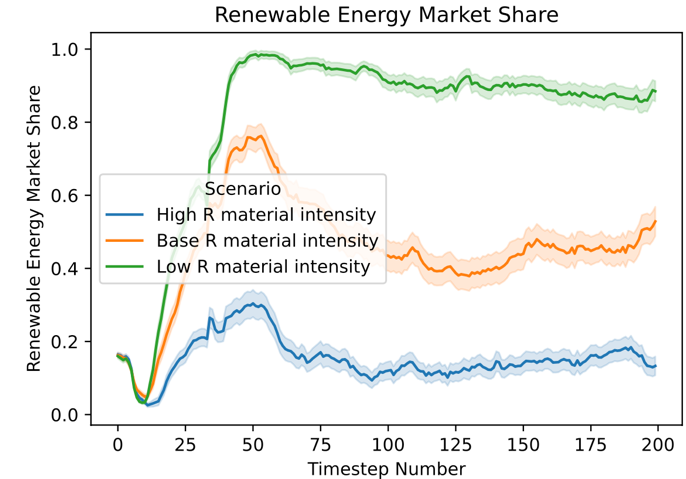 Renewable Energy Market Share
Renewable Energy Market Share
1.0
0.8
0.6
0.4
0.2
0.0
Scenario
High R material intensity
Base R material intensity
Low R material intensity
0 25 50 75 100 125 150 175 200
Timestep Number